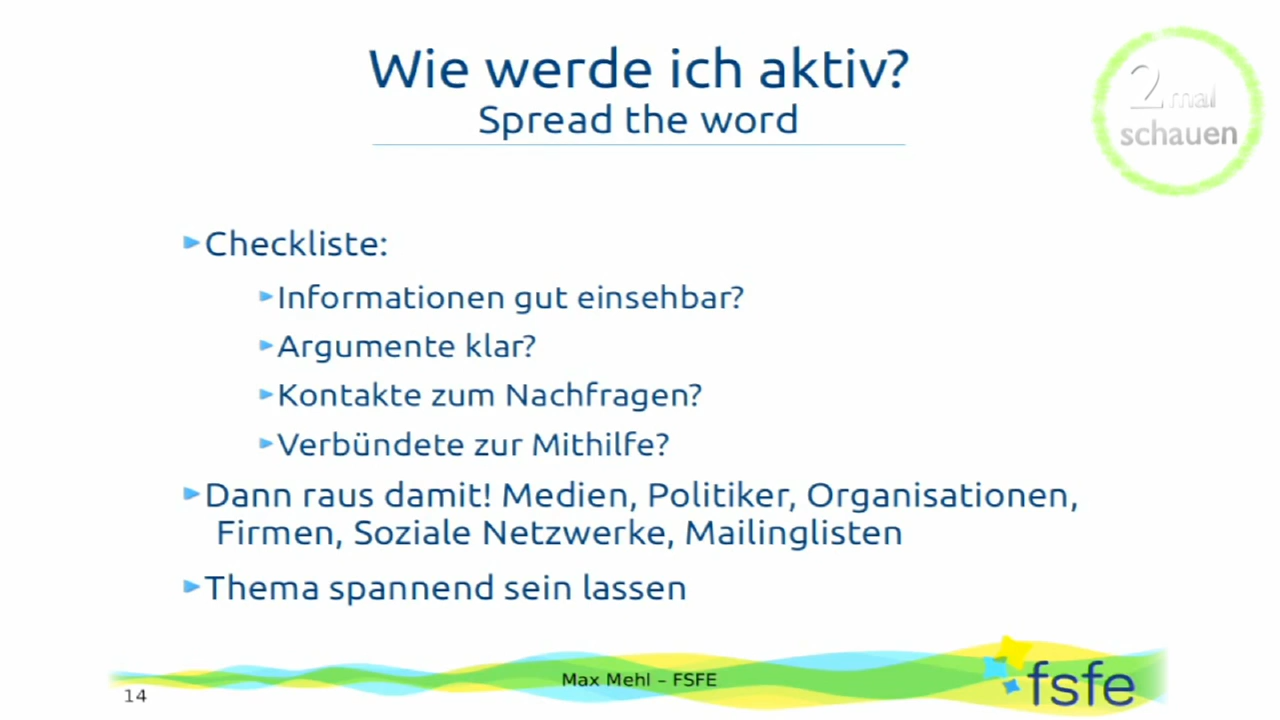 Wie werde ich aktiv?
Spread the word
2 mal
schauen
Checkliste:
Informationen gut einsehbar?
Argumente klar?
Kontakte zum Nachfragen?
Verbündete zur Mithilfe?
Dann raus damit! Medien, Politiker, Organisationen,
Firmen, Soziale Netzwerke, Mailinglisten
Thema spannend sein lassen
Max Mehl – FSFE
fsfe
14